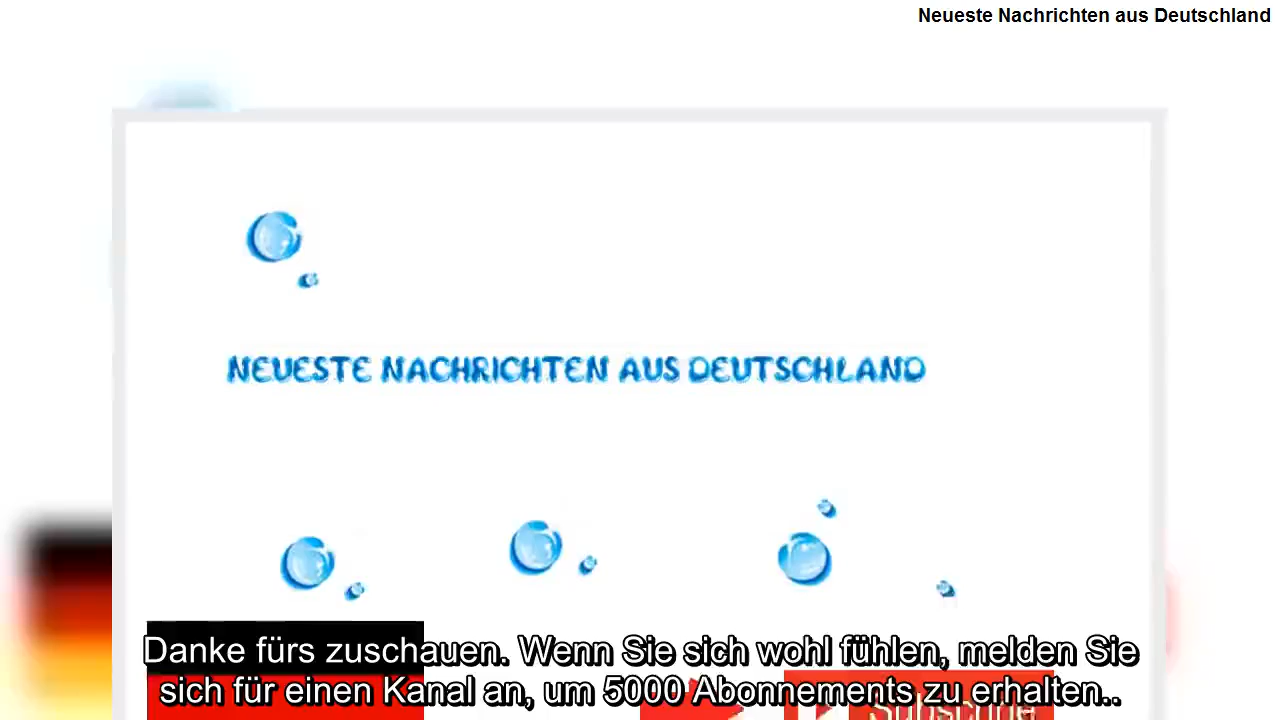 Neueste Nachrichten aus Deutschland
NEUESTE NACHRICHTEN AUS DEUTSCHLAND
Danke fürs zuschauen. Wenn Sie sich wohl fühlen, melden Sie
sich für einen Kanal an, um 5000 Abonnements zu erhalten..
Subscribe